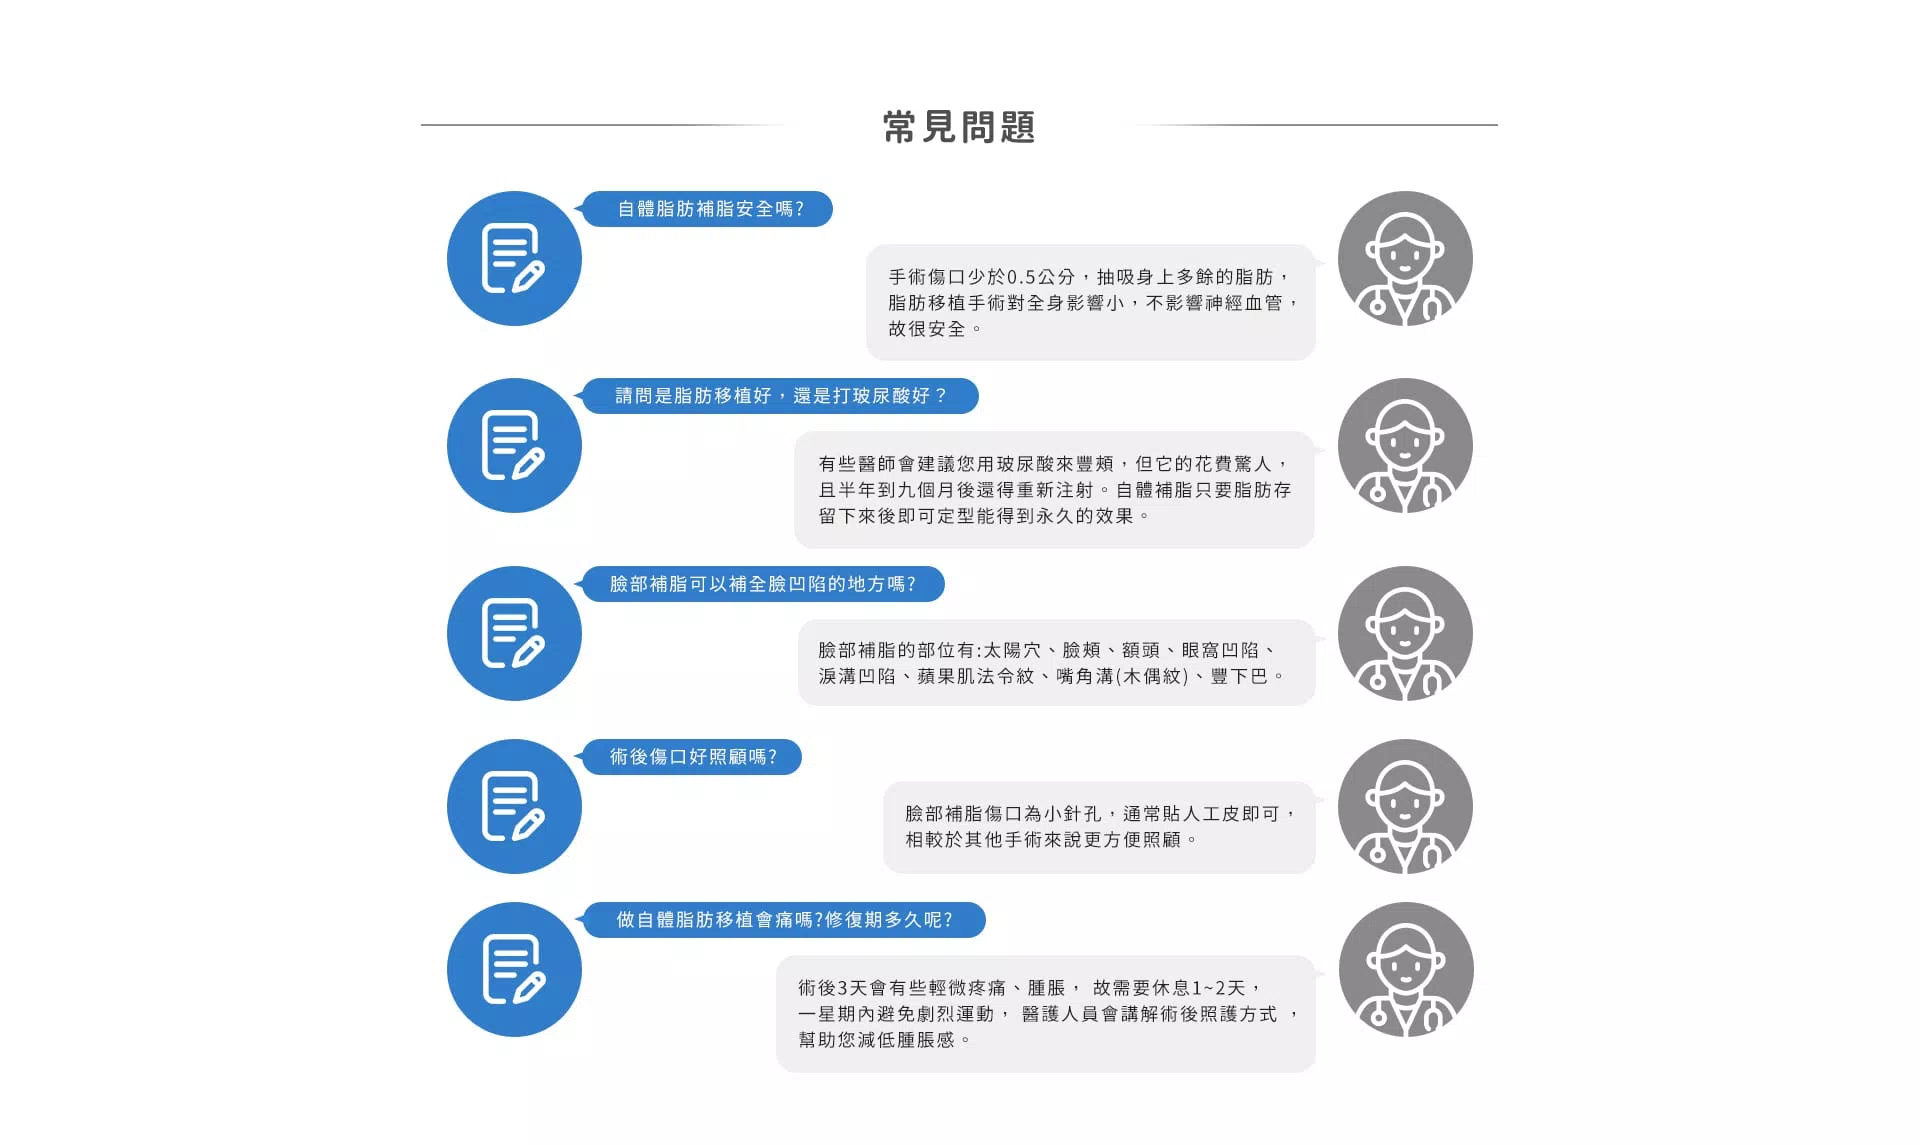 常見問題
自體脂肪補脂安全嗎?
手術傷口少於0.5公分，抽吸身上多餘的脂肪，
脂肪移植手術對全身影響小，不影響神經血管，
故很安全。
請問是脂肪移植好，還是打玻尿酸好？
有些醫師會建議您用玻尿酸來豐頰，但它的花費驚人，
且半年到九個月後還得重新注射。自體補脂只要脂肪存
留下來後即可定型能得到永久的效果。
臉部補脂可以補全臉凹陷的地方嗎?
臉部補脂的部位有:太陽穴、臉頰、額頭、眼窩凹陷、
淚溝凹陷、蘋果肌法令紋、嘴角溝(木偶紋)、豐下巴。
術後傷口好照顧嗎?
臉部補脂傷口為小針孔，通常貼人工皮即可，
相較於其他手術來說更方便照顧。
做自體脂肪移植會痛嗎?修復期多久呢?
術後3天會有些輕微疼痛、腫脹， 故需要休息1~2天，
一星期內避免劇烈運動， 醫護人員會講解術後照護方式 ，
幫助您減低腫脹感。